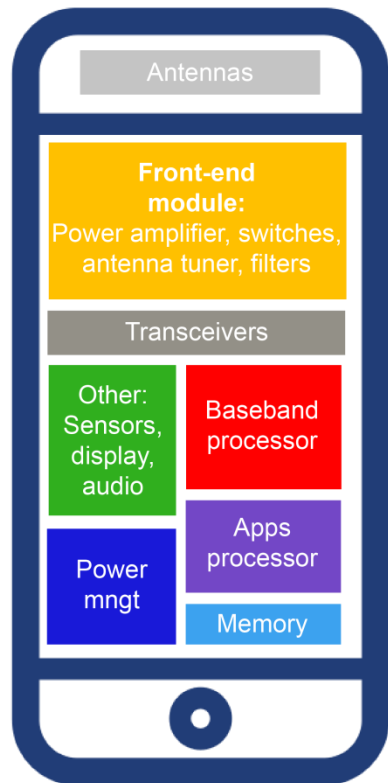 Antennas
Front-end
module:
Power amplifier, switches,
antenna tuner, filters
Transceivers
Other:
Sensors,
display,
audio
Baseband
processor
Power
mngt
Apps
processor
Memory